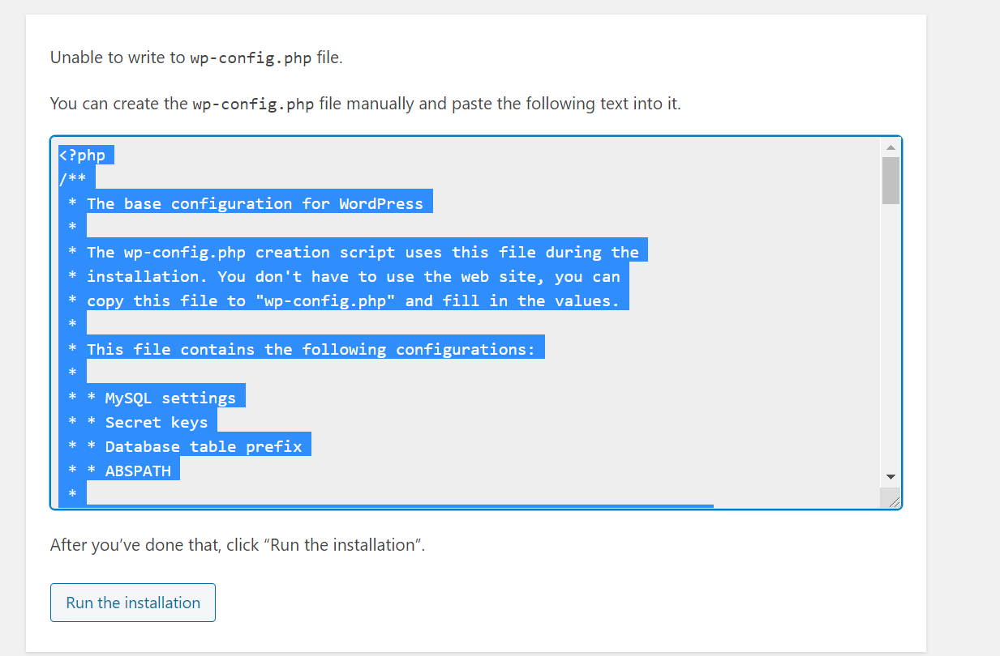 Unable to write to wp-config.php file.
You can create the wp-config.php file manually and paste the following text into it.
<?php
/**
 * The base configuration for WordPress
 *
 * The wp-config.php creation script uses this file during the
 * installation. You don't have to use the web site, you can
 * copy this file to "wp-config.php" and fill in the values.
 *
 * This file contains the following configurations:
 *
 * * MySQL settings
 * * Secret keys
 * * Database table prefix
 * * ABSPATH
 *
After you’ve done that, click “Run the installation”.
Run the installation